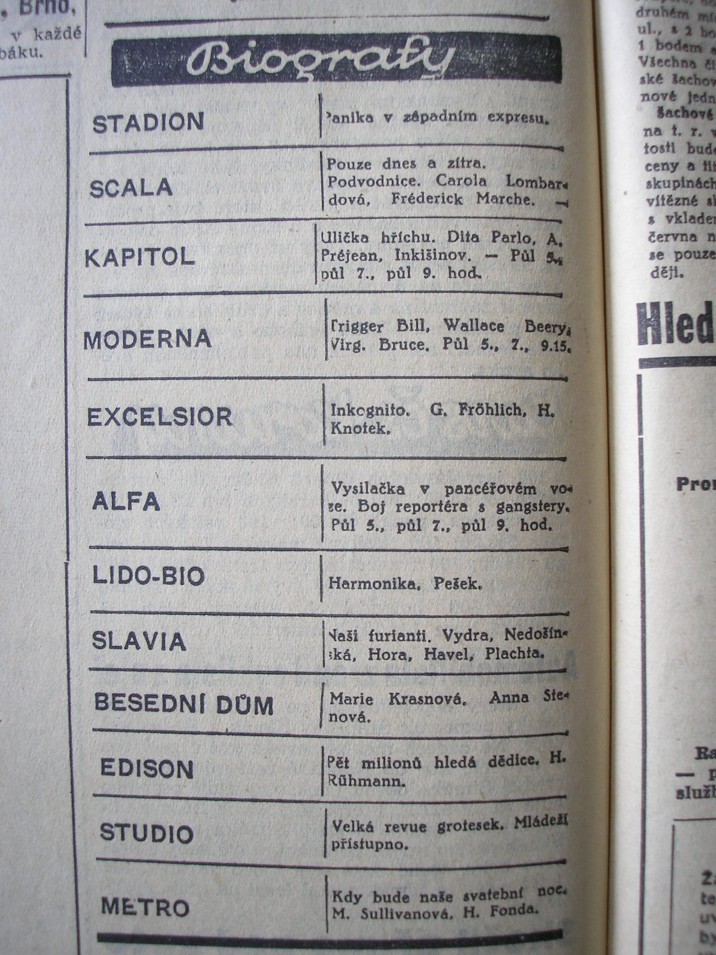 Brno,
v každé
Biografy
STADION
Panika v západním expresu.
SCALA
Pouze dnes a zítra.
Podvodnice. Carola Lombar-
dová, Fréderick Marche. —
KAPITOL
Ulička hříchu. Dita Parlo, A.
Préjean, Inkišinov. — Půl 5.,
půl 7., půl 9. hod.
MODERNA
Trigger Bill, Wallace Beery,
Virg. Bruce. Půl 5., 7., 9.15.
EXCELSIOR
Inkognito. G. Fröhlich, H.
Knotek.
ALFA
Vysilačka v pancéřovém vo-
ze. Boj reportéra s gangstery.
Půl 5., půl 7., půl 9. hod.
LIDO-BIO
Harmonika, Pešek.
SLAVIA
Naši furianti. Vydra, Nedošín-
ská, Hora, Havel, Plachta.
BESEDNÍ DŮM
Marie Krasnová. Anna Ste-
nová.
EDISON
Pět milionů hledá dědice. H.
Rühmann.
STUDIO
Velká revue grotesek. Mládeži
přístupno.
METRO
Kdy bude naše svatební noc.
M. Sullivanová, H. Fonda.
druhém
ul., s 2
1 bodem
Všechna
ské šachov
nové jedn
Šachové
na t. r. v
tosti bud
ceny a
skupinách
vítězné
s vkladem
června n
se pouze
ději.
Hled
Pro
— p
služb